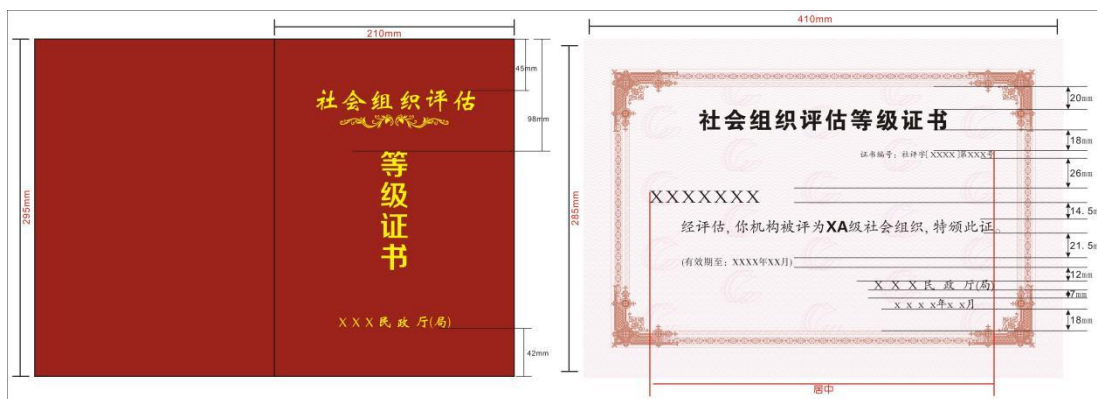 210mm
295mm
45mm
98mm
社会组织评估
等级证书
XXX民政厅(局)
42mm
410mm
285mm
社会组织评估等级证书
证书编号：社评字[XXXX]第XXX号
XXXXXXX
经评估, 你机构被评为XA级社会组织, 特颁此证。
(有效期至：XXXX年XX月)
XXX民政厅(局)
xxxx年xx月
20mm
18mm
26mm
14.5m
21.5m
12mm
7mm
18mm
居中